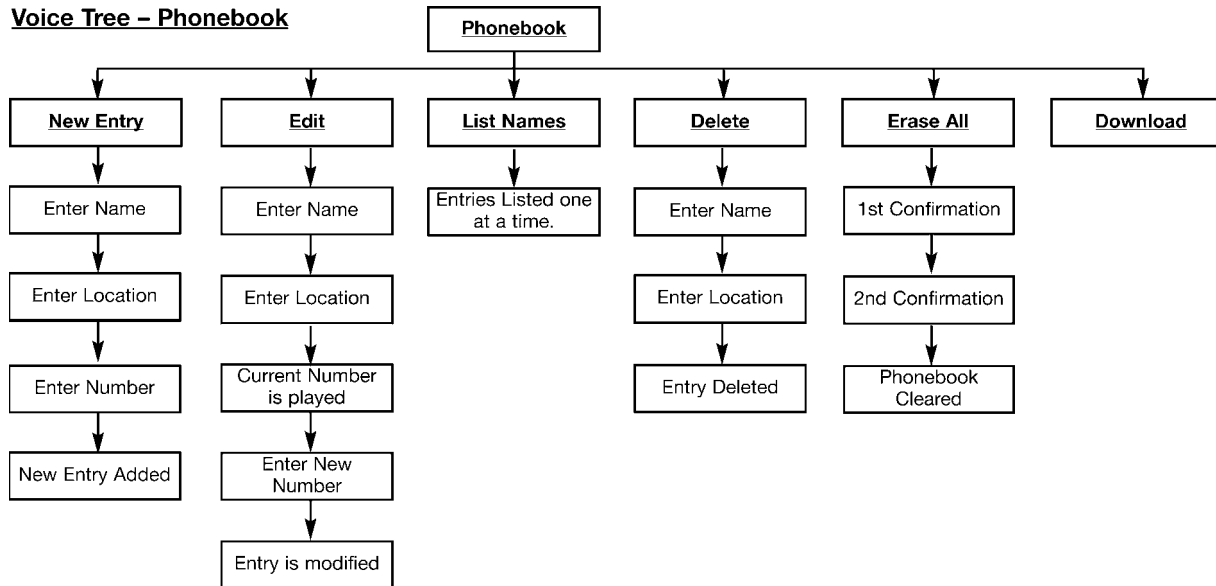 Voice Tree – Phonebook
Phonebook
New Entry
Enter Name
Enter Location
Enter Number
New Entry Added
Edit
Enter Name
Enter Location
Current Number
is played
Enter New
Number
Entry is modified
List Names
Entries Listed one
at a time.
Delete
Enter Name
Enter Location
Entry Deleted
Erase All
1st Confirmation
2nd Confirmation
Phonebook
Cleared
Download